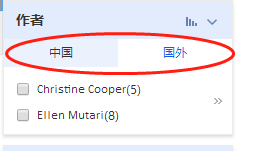 作者
中国 国外
Christine Cooper(5)
Ellen Mutari(8)